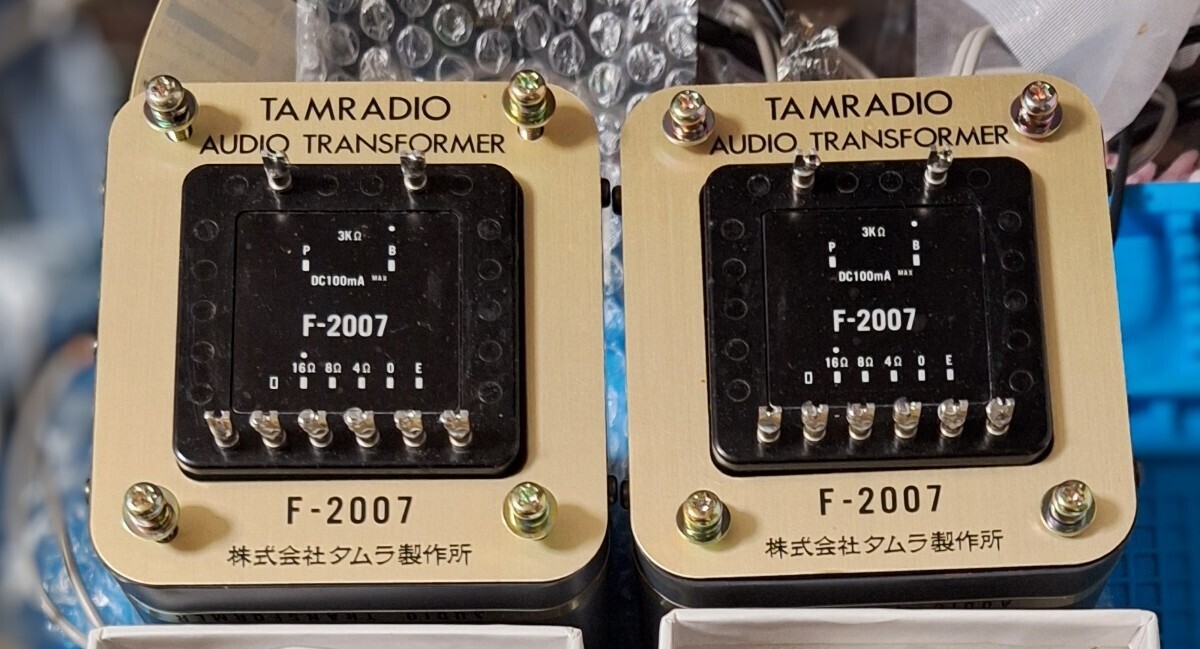 TAMRADIO
AUDIO TRANSFORMER
3KΩ
P B
DC100mA MAX
F-2007
16Ω 8Ω 4Ω 0 E
F-2007
株式会社タムラ製作所
AUDIO TRANSFORMER
TAMRADIO
AUDIO TRANSFORMER
3KΩ
P B
DC100mA MAX
F-2007
16Ω 8Ω 4Ω 0 E
F-2007
株式会社タムラ製作所